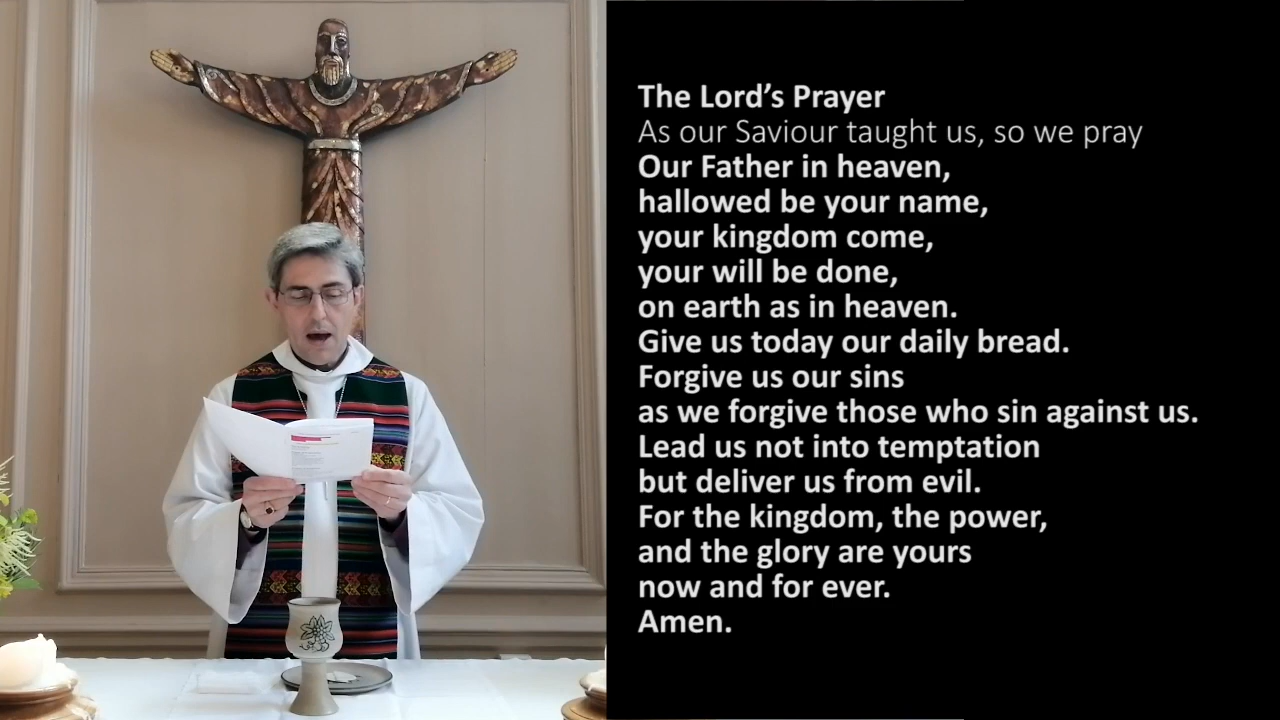 The Lord’s Prayer
As our Saviour taught us, so we pray
Our Father in heaven,
hallowed be your name,
your kingdom come,
your will be done,
on earth as in heaven.
Give us today our daily bread.
Forgive us our sins
as we forgive those who sin against us.
Lead us not into temptation
but deliver us from evil.
For the kingdom, the power,
and the glory are yours
now and for ever.
Amen.